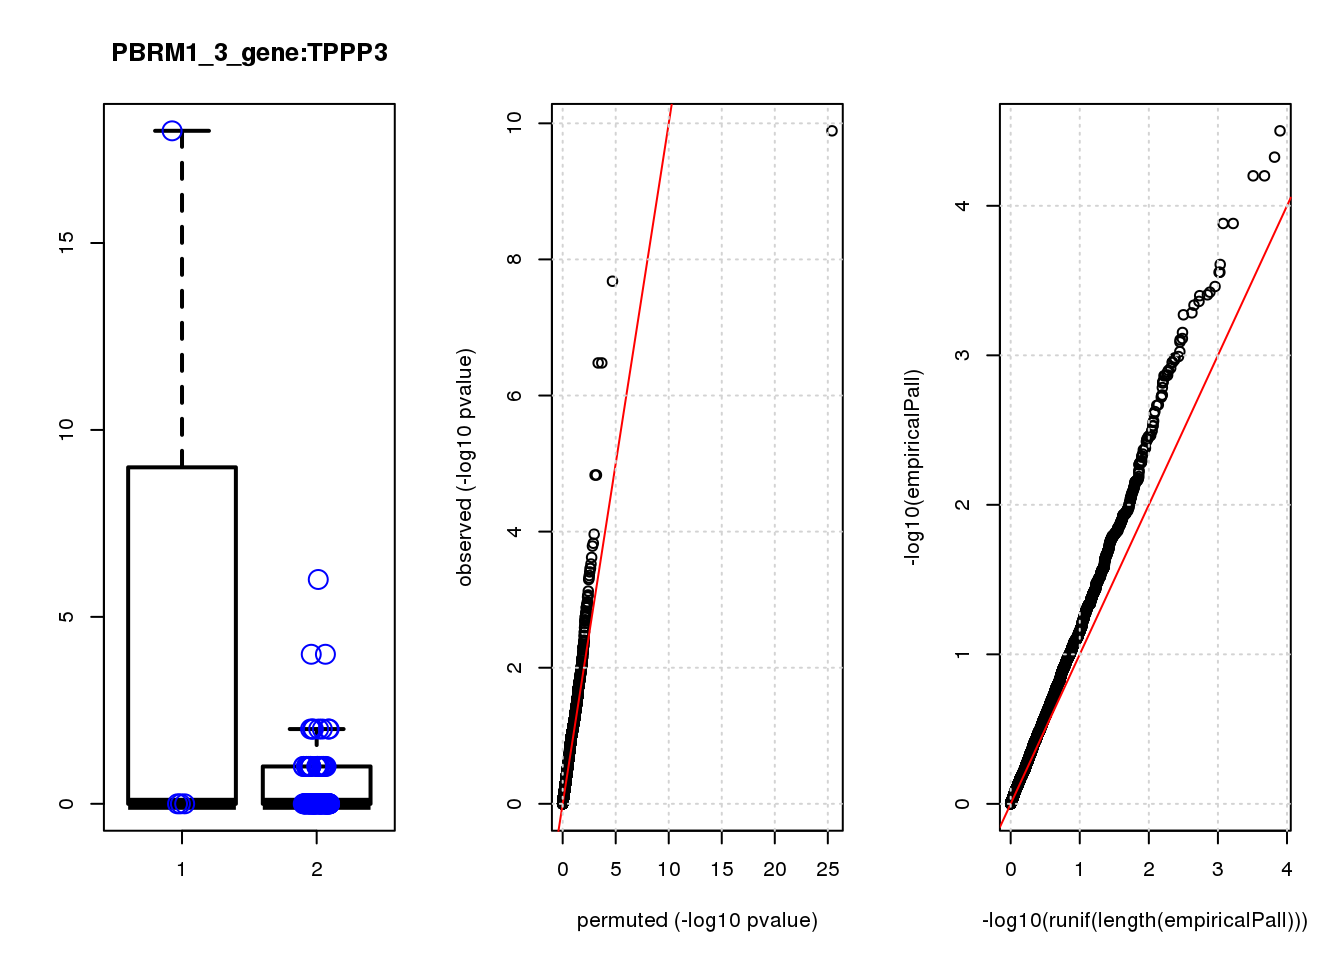 PBRM1_3_gene:TPPP3
15
10
5
0
1 2
observed (-log10 pvalue)
10
8
6
4
2
0
0 5 10 15 20 25
permuted (-log10 pvalue)
-log10(empiricalPall)
4
3
2
1
0
0 1 2 3 4
-log10(runif(length(empiricalPall)))